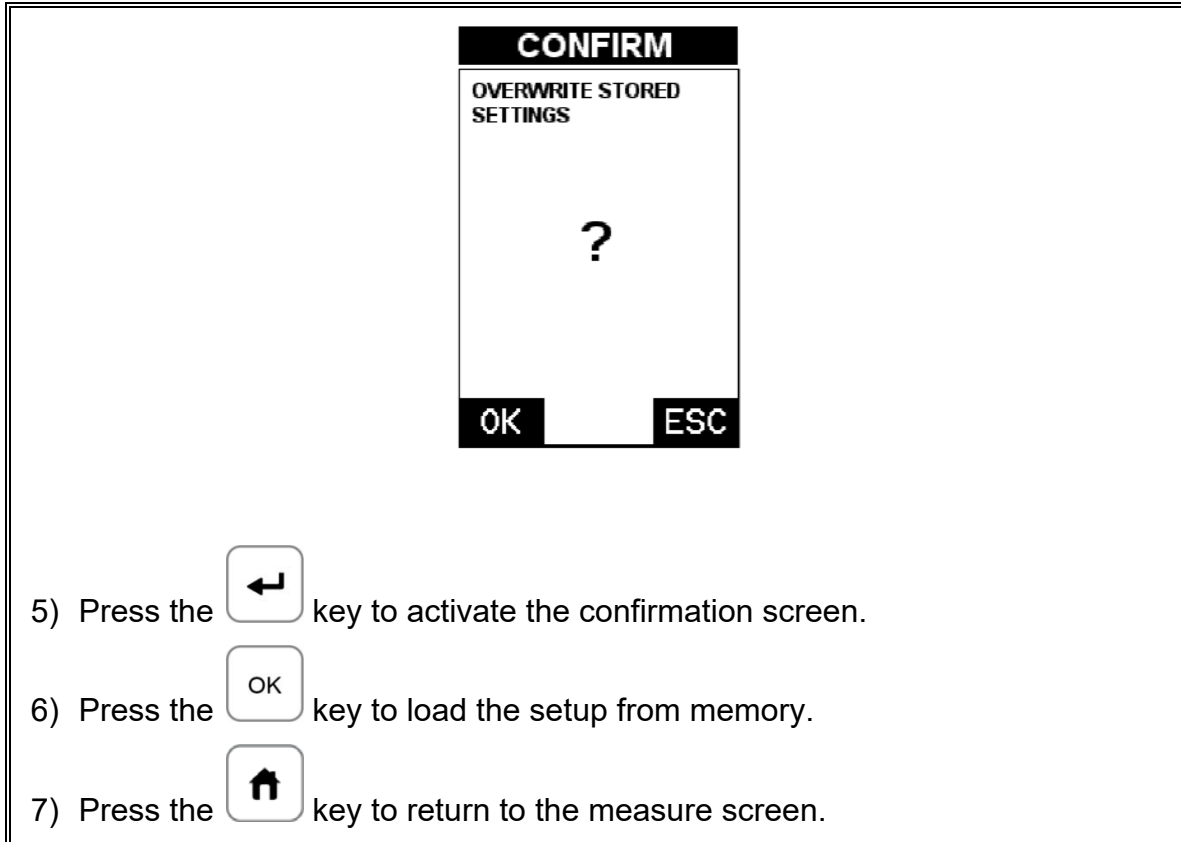 CONFIRM
OVERWRITE STORED
SETTINGS
?
OK ESC
5) Press the key to activate the confirmation screen.
6) Press the OK key to load the setup from memory.
7) Press the key to return to the measure screen.